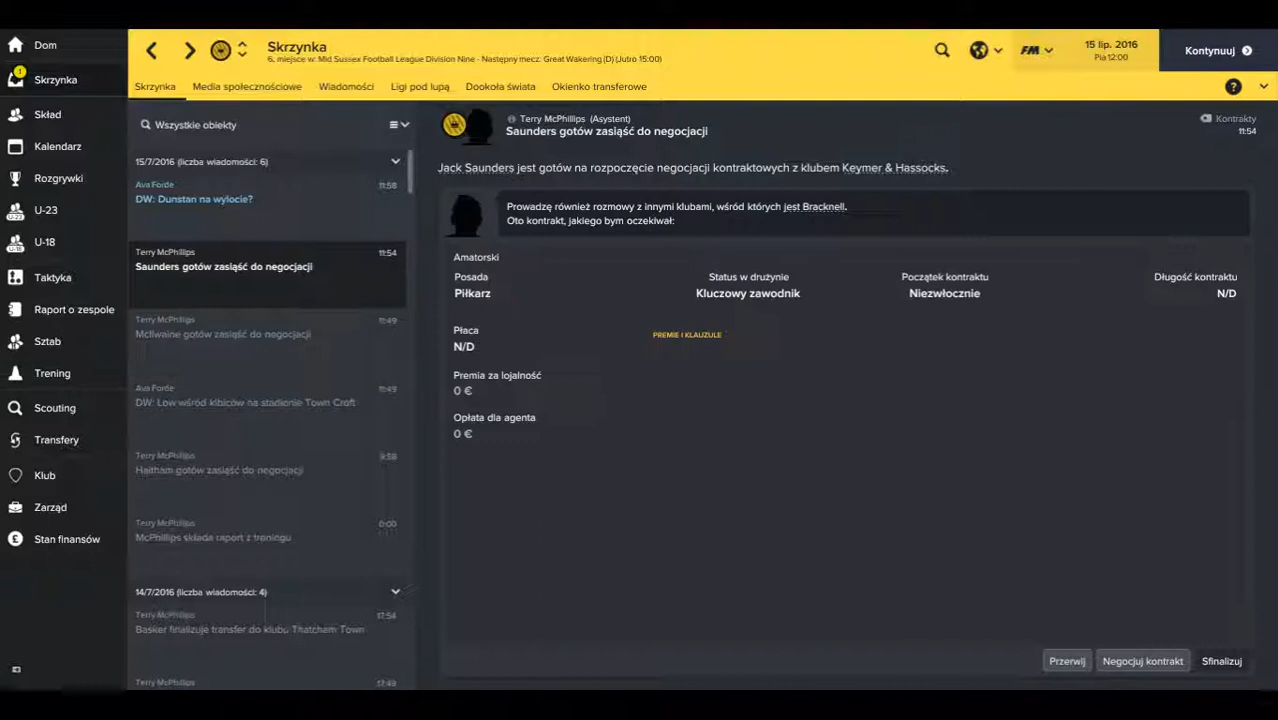 Dom
Skrzynka
Skład
Kalendarz
Rozgrywki
U-23
U-18
Taktyka
Raport o zespole
Sztab
Trening
Scouting
Transfery
Klub
Zarząd
Stan finansów
Skrzynka
6. miejsce w: Mid Sussex Football League Division Nine - Następny mecz: Great Wakering (D) (Jutro 15:00)
FM
15 lip. 2016
Pia 12:00
Kontynuuj
Skrzynka Media społecznościowe Wiadomości Ligi pod lupą Dookoła świata Okienko transferowe
Wszystkie obiekty
15/7/2016 (liczba wiadomości: 6)
Ava Forde 11:58
DW: Dunstan na wylocie?
Terry McPhillips 11:54
Saunders gotów zasiąść do negocjacji
Terry McPhillips 11:49
McIlwaine gotów zasiąść do negocjacji
Ava Forde 11:49
DW: Low wśród kibiców na stadionie Town Croft
Terry McPhillips 9:58
Haitham gotów zasiąść do negocjacji
Terry McPhillips 0:00
McPhillips składa raport z treningu
14/7/2016 (liczba wiadomości: 4)
Terry McPhillips 17:54
Basker finalizuje transfer do klubu Thatcham Town
Terry McPhillips 17:49
Terry McPhillips (Asystent)
Saunders gotów zasiąść do negocjacji
Kontrakty
11:54
Jack Saunders jest gotów na rozpoczęcie negocjacji kontraktowych z klubem Keymer & Hassocks.
Prowadzę również rozmowy z innymi klubami, wśród których jest Bracknell.
Oto kontrakt, jakiego bym oczekiwał:
Amatorski
Posada Status w drużynie Początek kontraktu Długość kontraktu
Piłkarz Kluczowy zawodnik Niezwłocznie N/D
Płaca
N/D
PREMIE I KLAUZULE
Premia za lojalność
0 €
Opłata dla agenta
0 €
Przerwij Negocjuj kontrakt Sfinalizuj